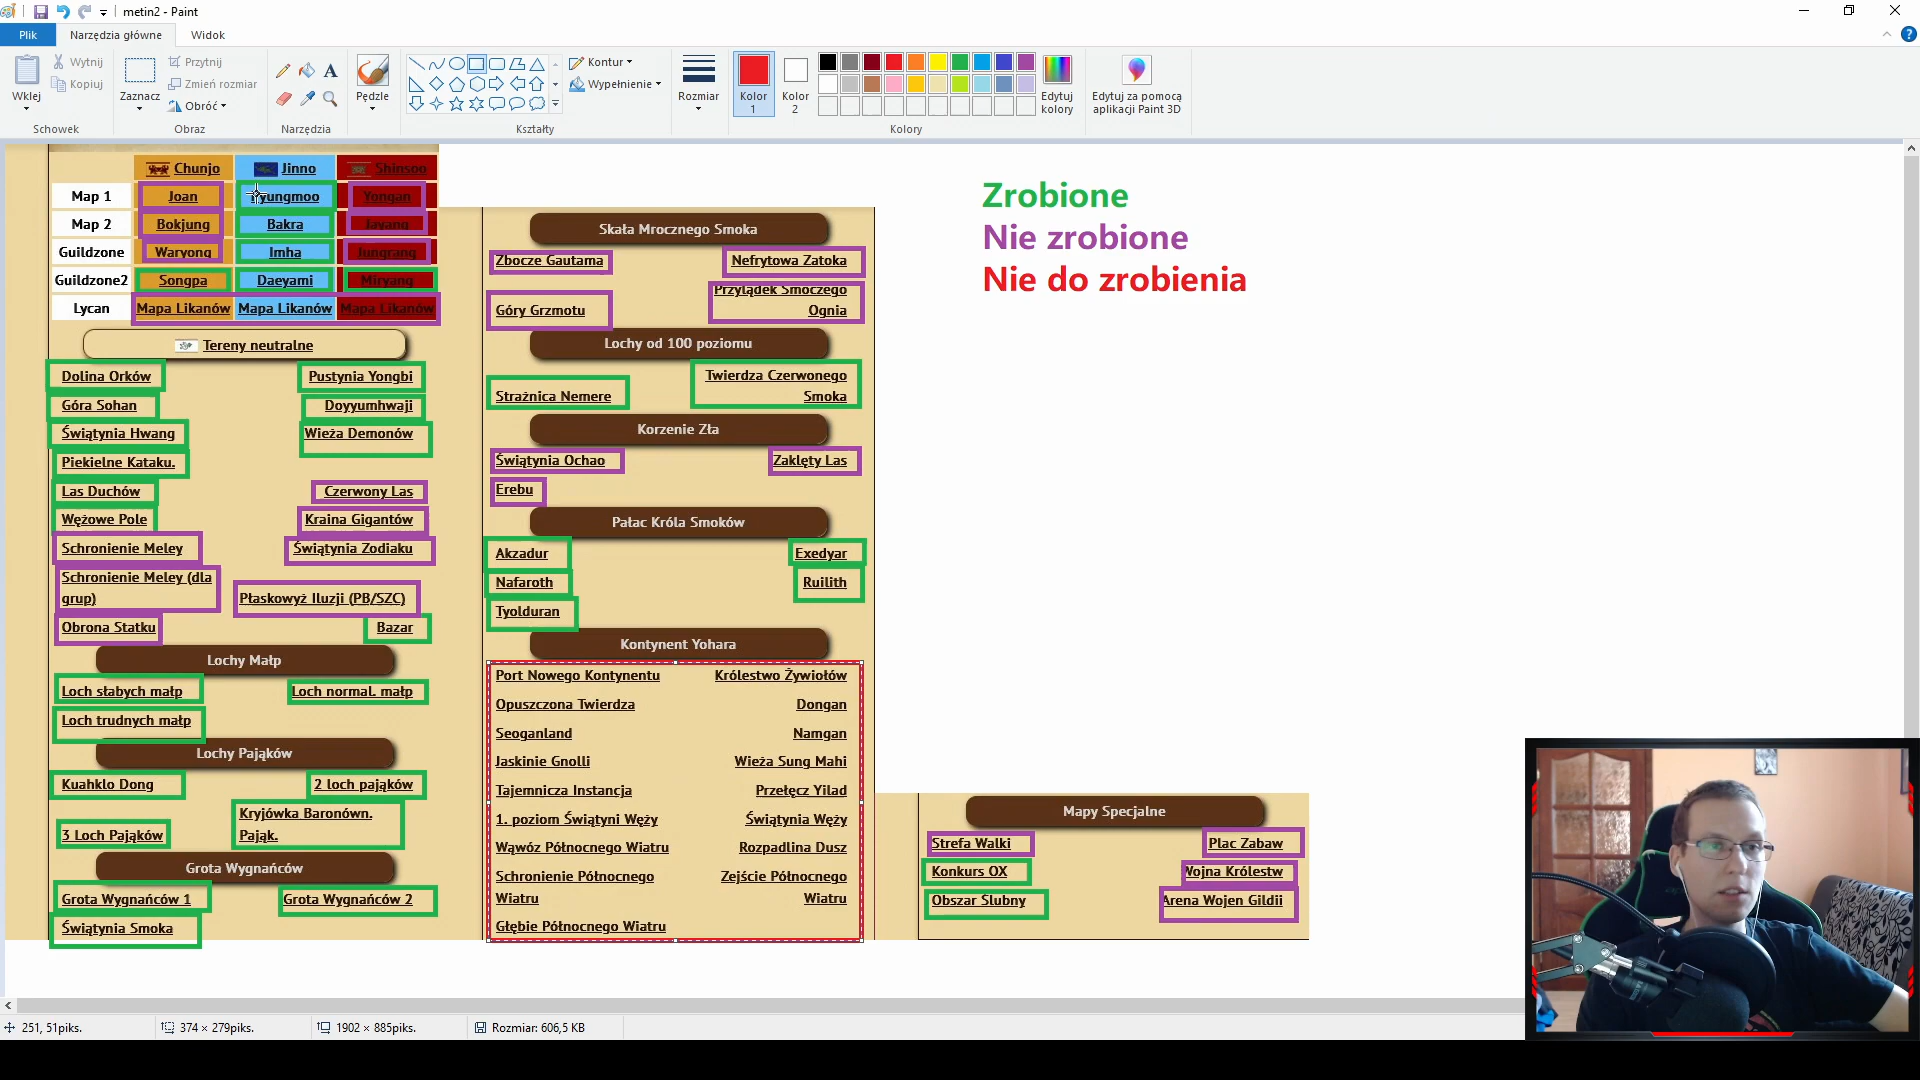 metin2 - Paint
Plik
Narzędzia główne
Widok
Wklej
Wytnij
Kopiuj
Schowek
Zaznacz
Przytnij
Zmień rozmiar
Obróć
Obraz
Narzędzia
Pędzle
Kontur
Wypełnienie
Kształty
Rozmiar
Kolor
1
Kolor
2
Edytuj
kolory
Kolory
Edytuj za pomocą
aplikacji Paint 3D
Chunjo Jinno Shinsoo
Map 1 Joan Pyungmoo Yongan
Map 2 Bokjung Bakra Jayang
Guildzone Waryong Imha Jungrang
Guildzone2 Songpa Daeyami Miryang
Lycan Mapa Likanów Mapa Likanów Mapa Likanów
Tereny neutralne
Dolina Orków Pustynia Yongbi
Góra Sohan Doyyumhwaji
Świątynia Hwang Wieża Demonów
Piekielne Kataku.
Las Duchów Czerwony Las
Wężowe Pole Kraina Gigantów
Schronienie Meley Świątynia Zodiaku
Schronienie Meley (dla
grup) Płaskowyż Iluzji (PB/SZC)
Obrona Statku Bazar
Lochy Małp
Loch słabych małp Loch normal. małp
Loch trudnych małp
Lochy Pająków
Kuahklo Dong 2 loch pająków
3 Loch Pająków Kryjówka Baronówn.
Pająk.
Grota Wygnańców
Grota Wygnańców 1 Grota Wygnańców 2
Świątynia Smoka
Skała Mrocznego Smoka
Zbocze Gautama Nefrytowa Zatoka
Góry Grzmotu Przylądek Smoczego
Ognia
Lochy od 100 poziomu
Strażnica Nemere Twierdza Czerwonego
Smoka
Korzenie Zła
Świątynia Ochao Zaklęty Las
Erebu
Pałac Króla Smoków
Akzadur Exedyar
Nafaroth Ruilith
Tyolduran
Kontynent Yohara
Port Nowego Kontynentu Królestwo Żywiołów
Opuszczona Twierdza Dongan
Seoganland Namgan
Jaskinie Gnolli Wieża Sung Mahi
Tajemnicza Instancja Przełęcz Yilad
1. poziom Świątyni Węży Świątynia Węży
Wąwóz Północnego Wiatru Rozpadlina Dusz
Schronienie Północnego
Wiatru
Zejście Północnego
Wiatru
Głębie Północnego Wiatru
Zrobione
Nie zrobione
Nie do zrobienia
Mapy Specjalne
Strefa Walki Plac Zabaw
Konkurs OX Wojna Królestw
Obszar Slubny Arena Wojen Gildii
251, 51piks.
374 × 279piks.
1902 × 885piks.
Rozmiar: 606,5 KB